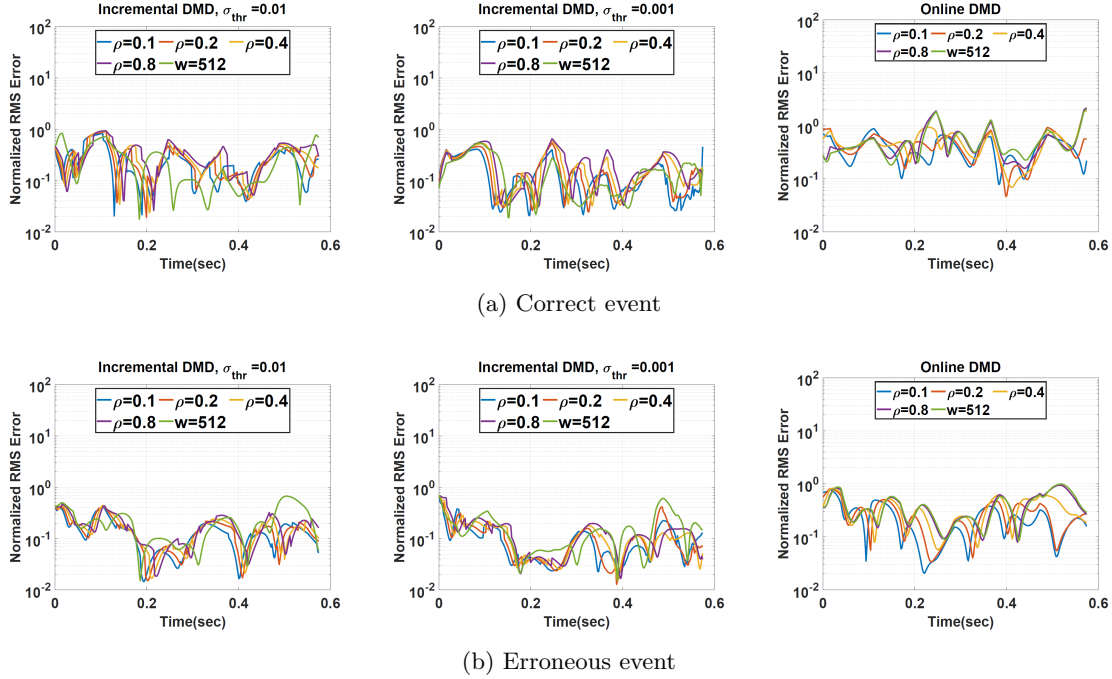 Incremental DMD, σthr =0.01
Normalized RMS Error
10^2
10^1
10^0
10^-1
10^-2
ρ=0.1 ρ=0.2 ρ=0.4
ρ=0.8 w=512
0 0.2 0.4 0.6
Time(sec)
Incremental DMD, σthr =0.001
Normalized RMS Error
10^2
10^1
10^0
10^-1
10^-2
ρ=0.1 ρ=0.2 ρ=0.4
ρ=0.8 w=512
0 0.2 0.4 0.6
Time(sec)
Online DMD
Normalized RMS Error
10^2
10^1
10^0
10^-1
10^-2
ρ=0.1 ρ=0.2 ρ=0.4
ρ=0.8 w=512
0 0.2 0.4 0.6
Time(sec)
(a) Correct event
Incremental DMD, σthr =0.01
Normalized RMS Error
10^2
10^1
10^0
10^-1
10^-2
ρ=0.1 ρ=0.2 ρ=0.4
ρ=0.8 w=512
0 0.2 0.4 0.6
Time(sec)
Incremental DMD, σthr =0.001
Normalized RMS Error
10^2
10^1
10^0
10^-1
10^-2
ρ=0.1 ρ=0.2 ρ=0.4
ρ=0.8 w=512
0 0.2 0.4 0.6
Time(sec)
Online DMD
Normalized RMS Error
10^2
10^1
10^0
10^-1
10^-2
ρ=0.1 ρ=0.2 ρ=0.4
ρ=0.8 w=512
0 0.2 0.4 0.6
Time(sec)
(b) Erroneous event